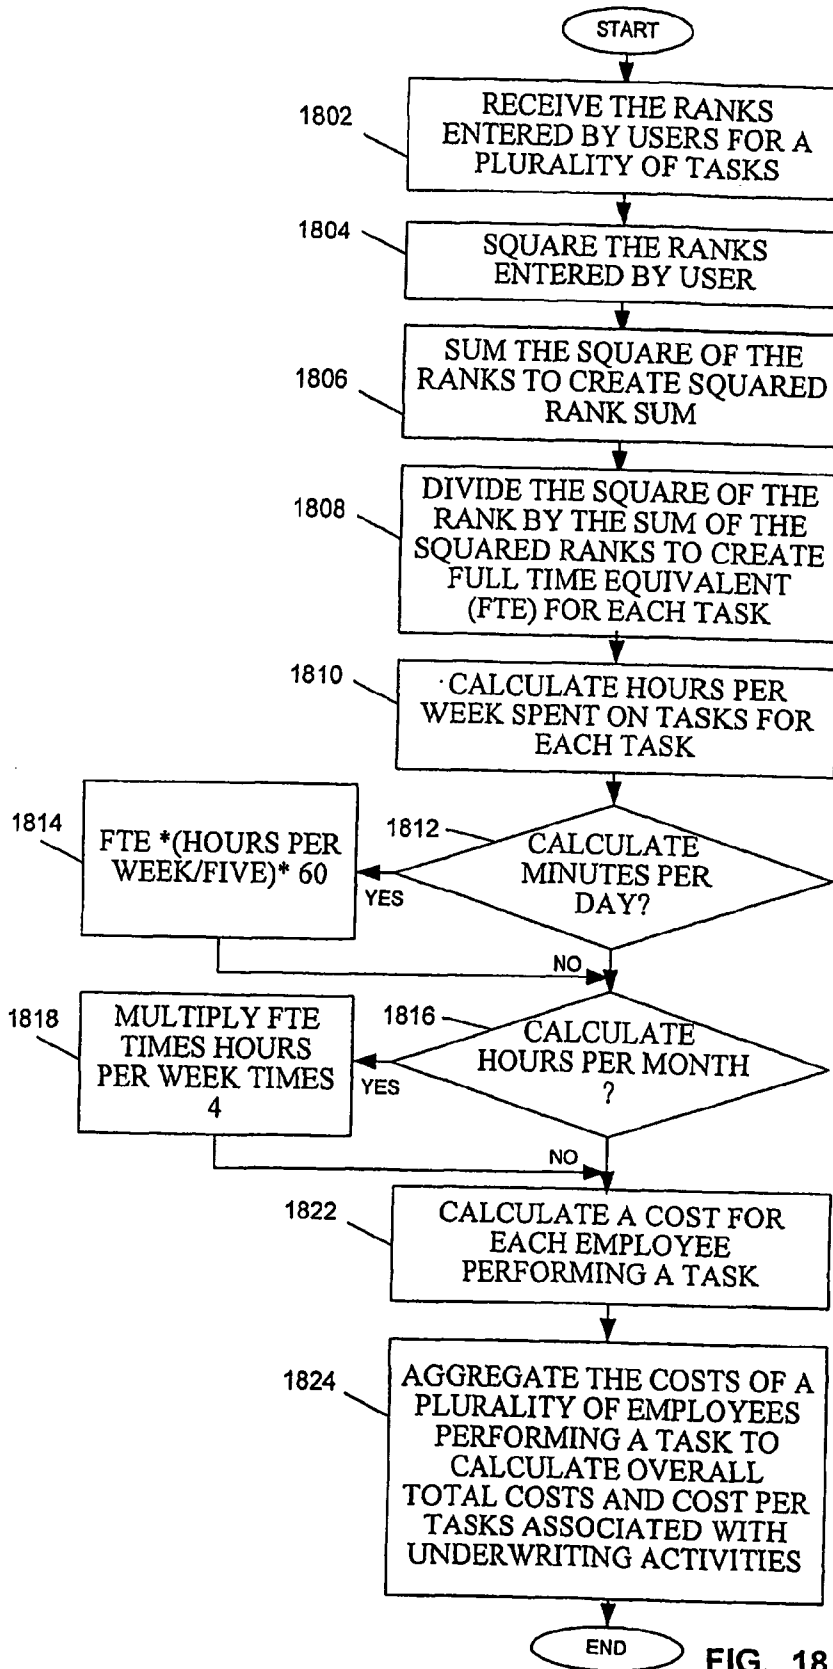 START
1802
RECEIVE THE RANKS
ENTERED BY USERS FOR A
PLURALITY OF TASKS
1804
SQUARE THE RANKS
ENTERED BY USER
1806
SUM THE SQUARE OF THE
RANKS TO CREATE SQUARED
RANK SUM
1808
DIVIDE THE SQUARE OF THE
RANK BY THE SUM OF THE
SQUARED RANKS TO CREATE
FULL TIME EQUIVALENT
(FTE) FOR EACH TASK
1810
CALCULATE HOURS PER
WEEK SPENT ON TASKS FOR
EACH TASK
1812
CALCULATE
MINUTES PER
DAY?
YES
1814
FTE *(HOURS PER
WEEK/FIVE)* 60
NO
1816
CALCULATE
HOURS PER MONTH
?
YES
1818
MULTIPLY FTE
TIMES HOURS
PER WEEK TIMES
4
NO
1822
CALCULATE A COST FOR
EACH EMPLOYEE
PERFORMING A TASK
1824
AGGREGATE THE COSTS OF A
PLURALITY OF EMPLOYEES
PERFORMING A TASK TO
CALCULATE OVERALL
TOTAL COSTS AND COST PER
TASKS ASSOCIATED WITH
UNDERWRITING ACTIVITIES
END
FIG. 18